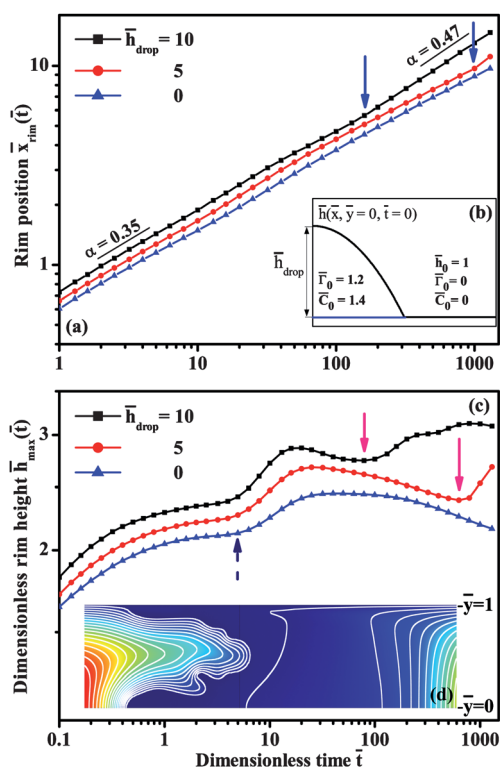 (a)
h̄drop = 10
5
0
α = 0.35
α = 0.47
Rim position x̄rim(t̄)
10
1
1 10 100 1000
(b)
h̄(x̄, ȳ = 0, t̄ = 0)
h̄drop
Γ̄0 = 1.2
C̄0 = 1.4
h̄0 = 1
Γ̄0 = 0
C̄0 = 0
(c)
h̄drop = 10
5
0
Dimensionless rim height h̄max(t̄)
3
2
(d)
-ȳ=1
-ȳ=0
0.1 1 10 100 1000
Dimensionless time t̄